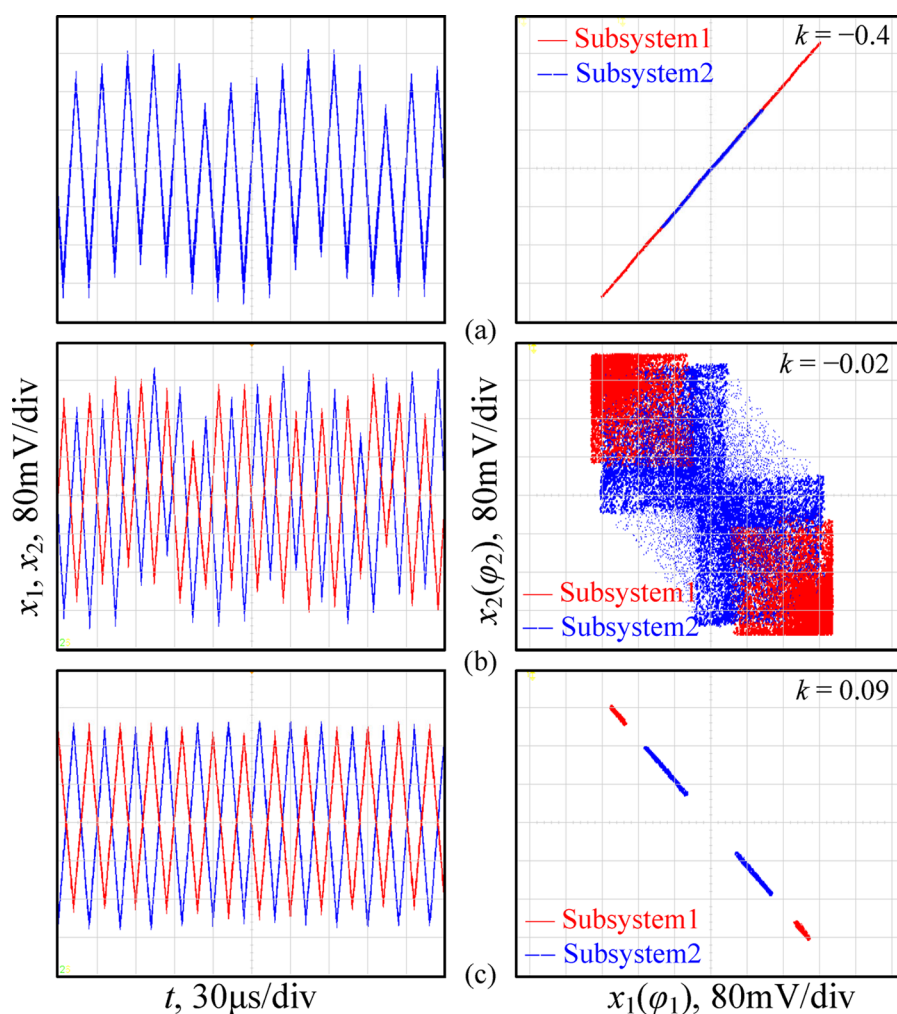 Subsystem1
Subsystem2
k = −0.4
(a)
x₁, x₂, 80mV/div
x₂(φ₂), 80mV/div
k = −0.02
Subsystem1
Subsystem2
(b)
k = 0.09
Subsystem1
Subsystem2
(c)
t, 30μs/div
x₁(φ₁), 80mV/div